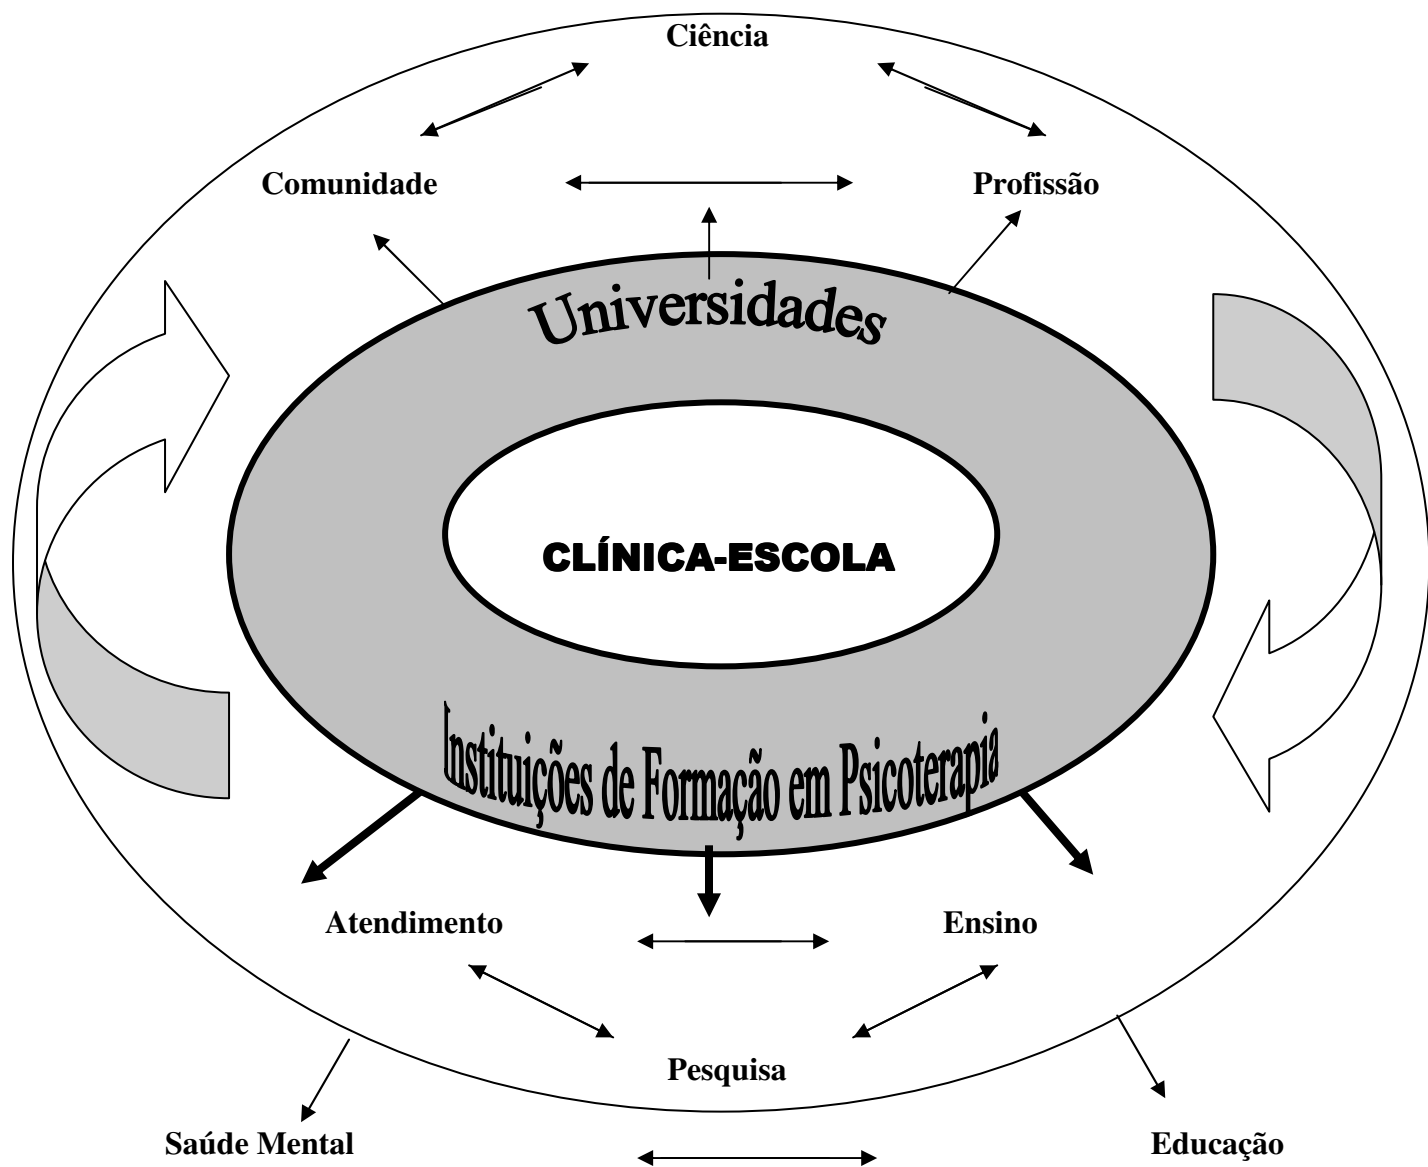 Ciência
Comunidade
Profissão
Universidades
CLÍNICA-ESCOLA
Instituições de Formação em Psicoterapia
Atendimento
Ensino
Pesquisa
Saúde Mental
Educação